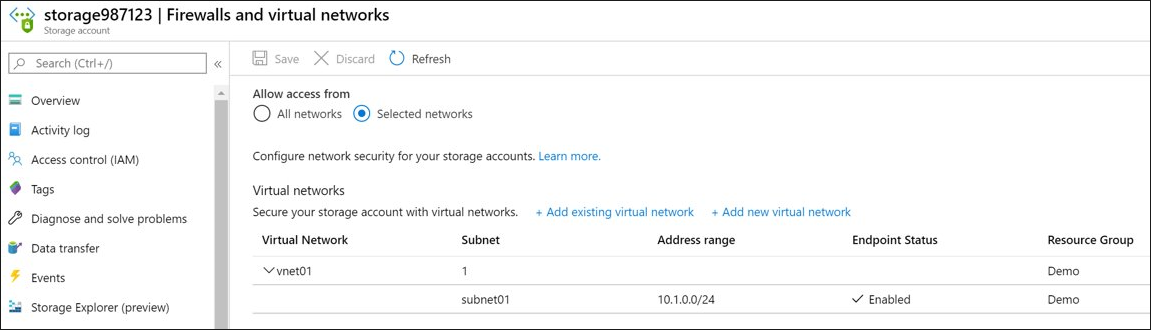 storage987123 | Firewalls and virtual networks
Storage account
Search (Ctrl+/)
«
Overview
Activity log
Access control (IAM)
Tags
Diagnose and solve problems
Data transfer
Events
Storage Explorer (preview)
Save Discard Refresh
Allow access from
All networks Selected networks
Configure network security for your storage accounts. Learn more.
Virtual networks
Secure your storage account with virtual networks. + Add existing virtual network + Add new virtual network
Virtual Network Subnet Address range Endpoint Status Resource Group
vnet01 1 Demo
subnet01 10.1.0.0/24 Enabled Demo